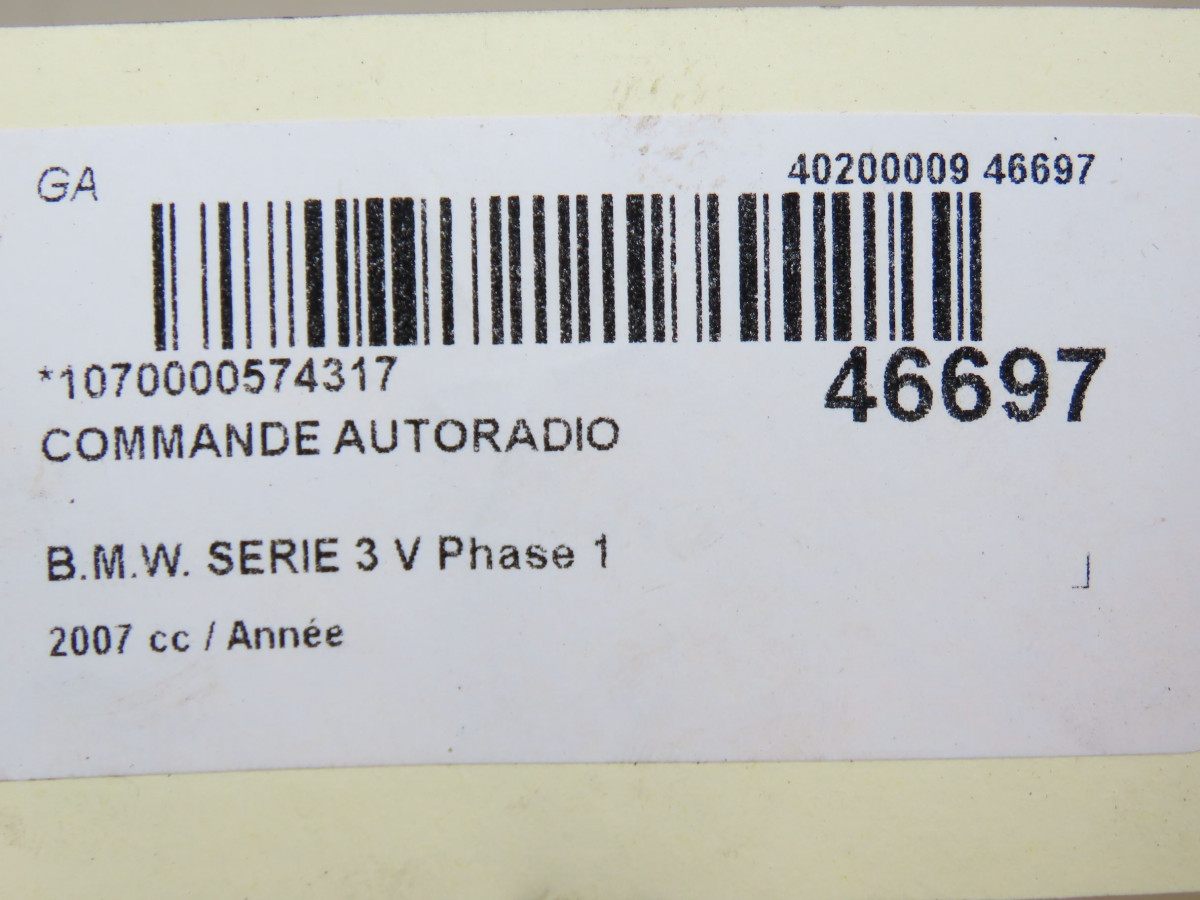 GA
40200009 46697
*1070000574317
46697
COMMANDE AUTORADIO
B.M.W. SERIE 3 V Phase 1
2007 cc / Année